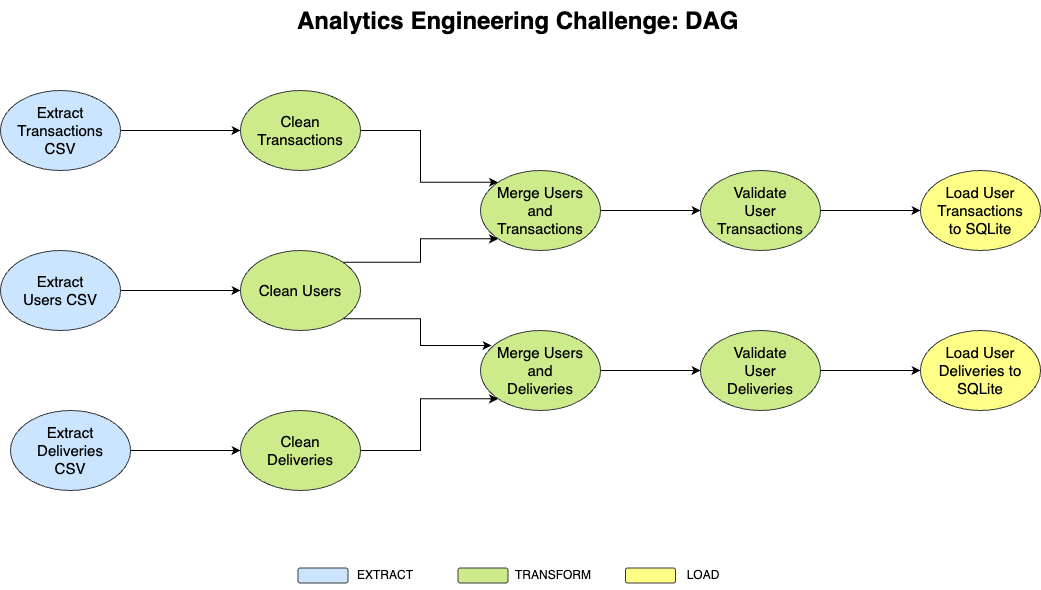 Analytics Engineering Challenge: DAG
Extract
Transactions
CSV
Clean
Transactions
Merge Users
and
Transactions
Validate
User
Transactions
Load User
Transactions
to SQLite
Extract
Users CSV
Clean Users
Merge Users
and
Deliveries
Validate
User
Deliveries
Load User
Deliveries to
SQLite
Extract
Deliveries
CSV
Clean
Deliveries
EXTRACT
TRANSFORM
LOAD